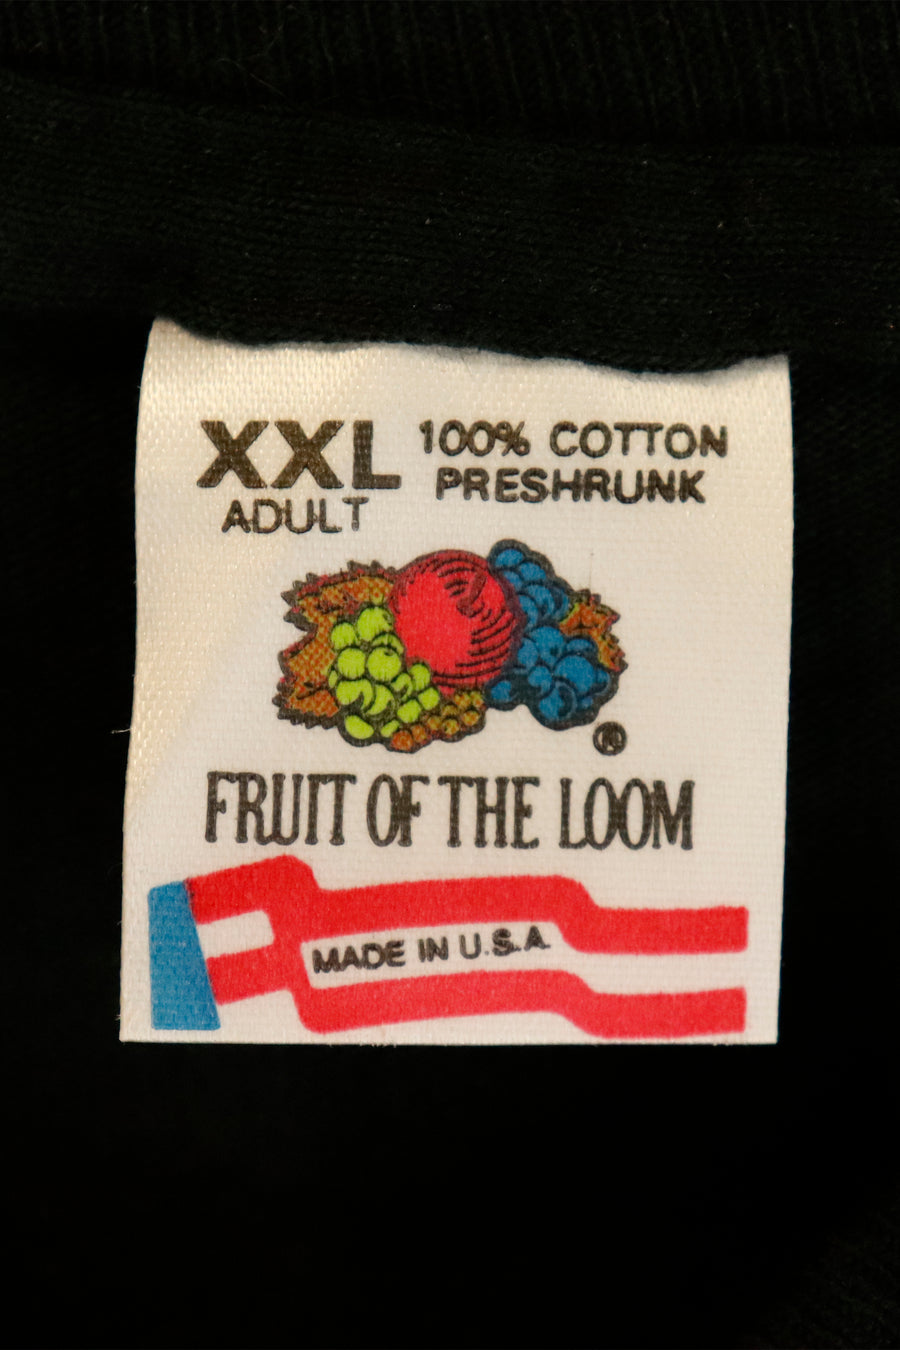 XXL
ADULT
100% COTTON
PRESHRUNK
®
FRUIT OF THE LOOM
MADE IN U.S.A.